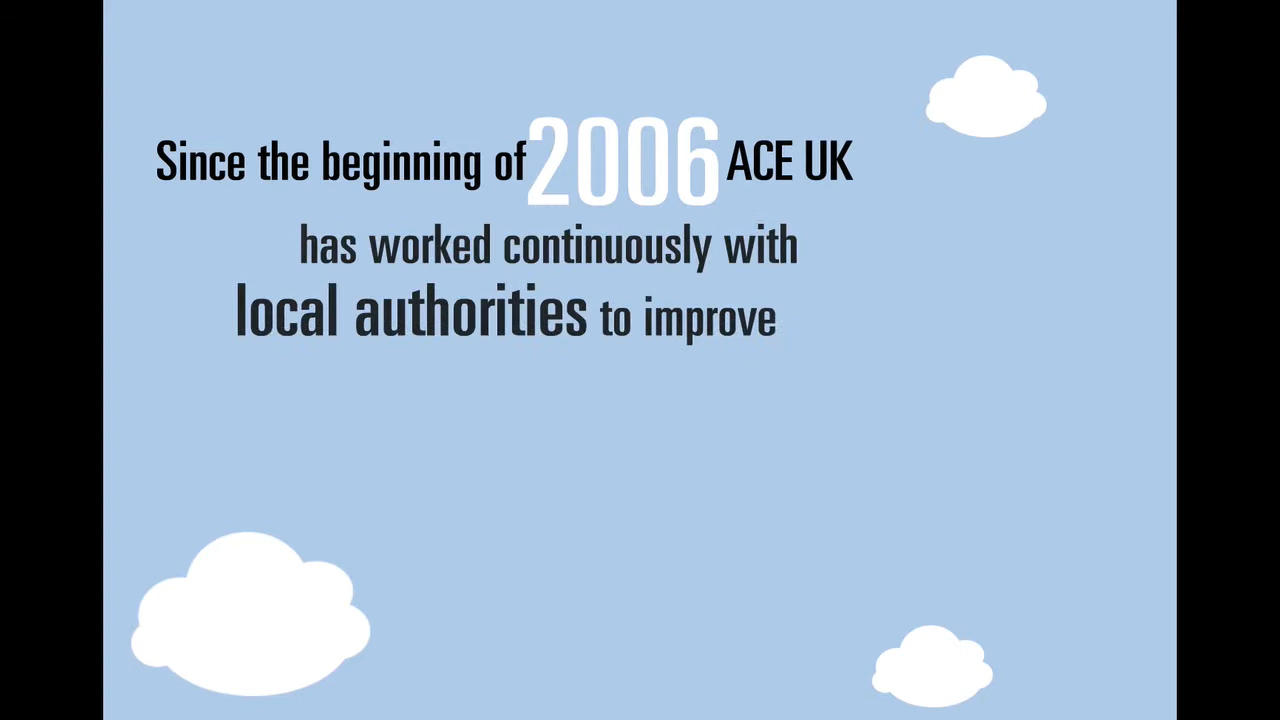 Since the beginning of 2006 ACE UK
has worked continuously with
local authorities to improve